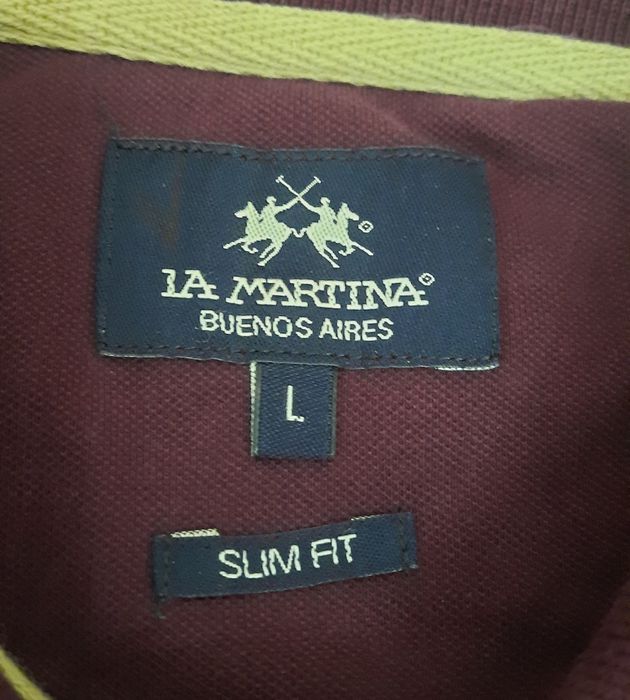 LA MARTINA®
BUENOS AIRES
L
SLIM FIT